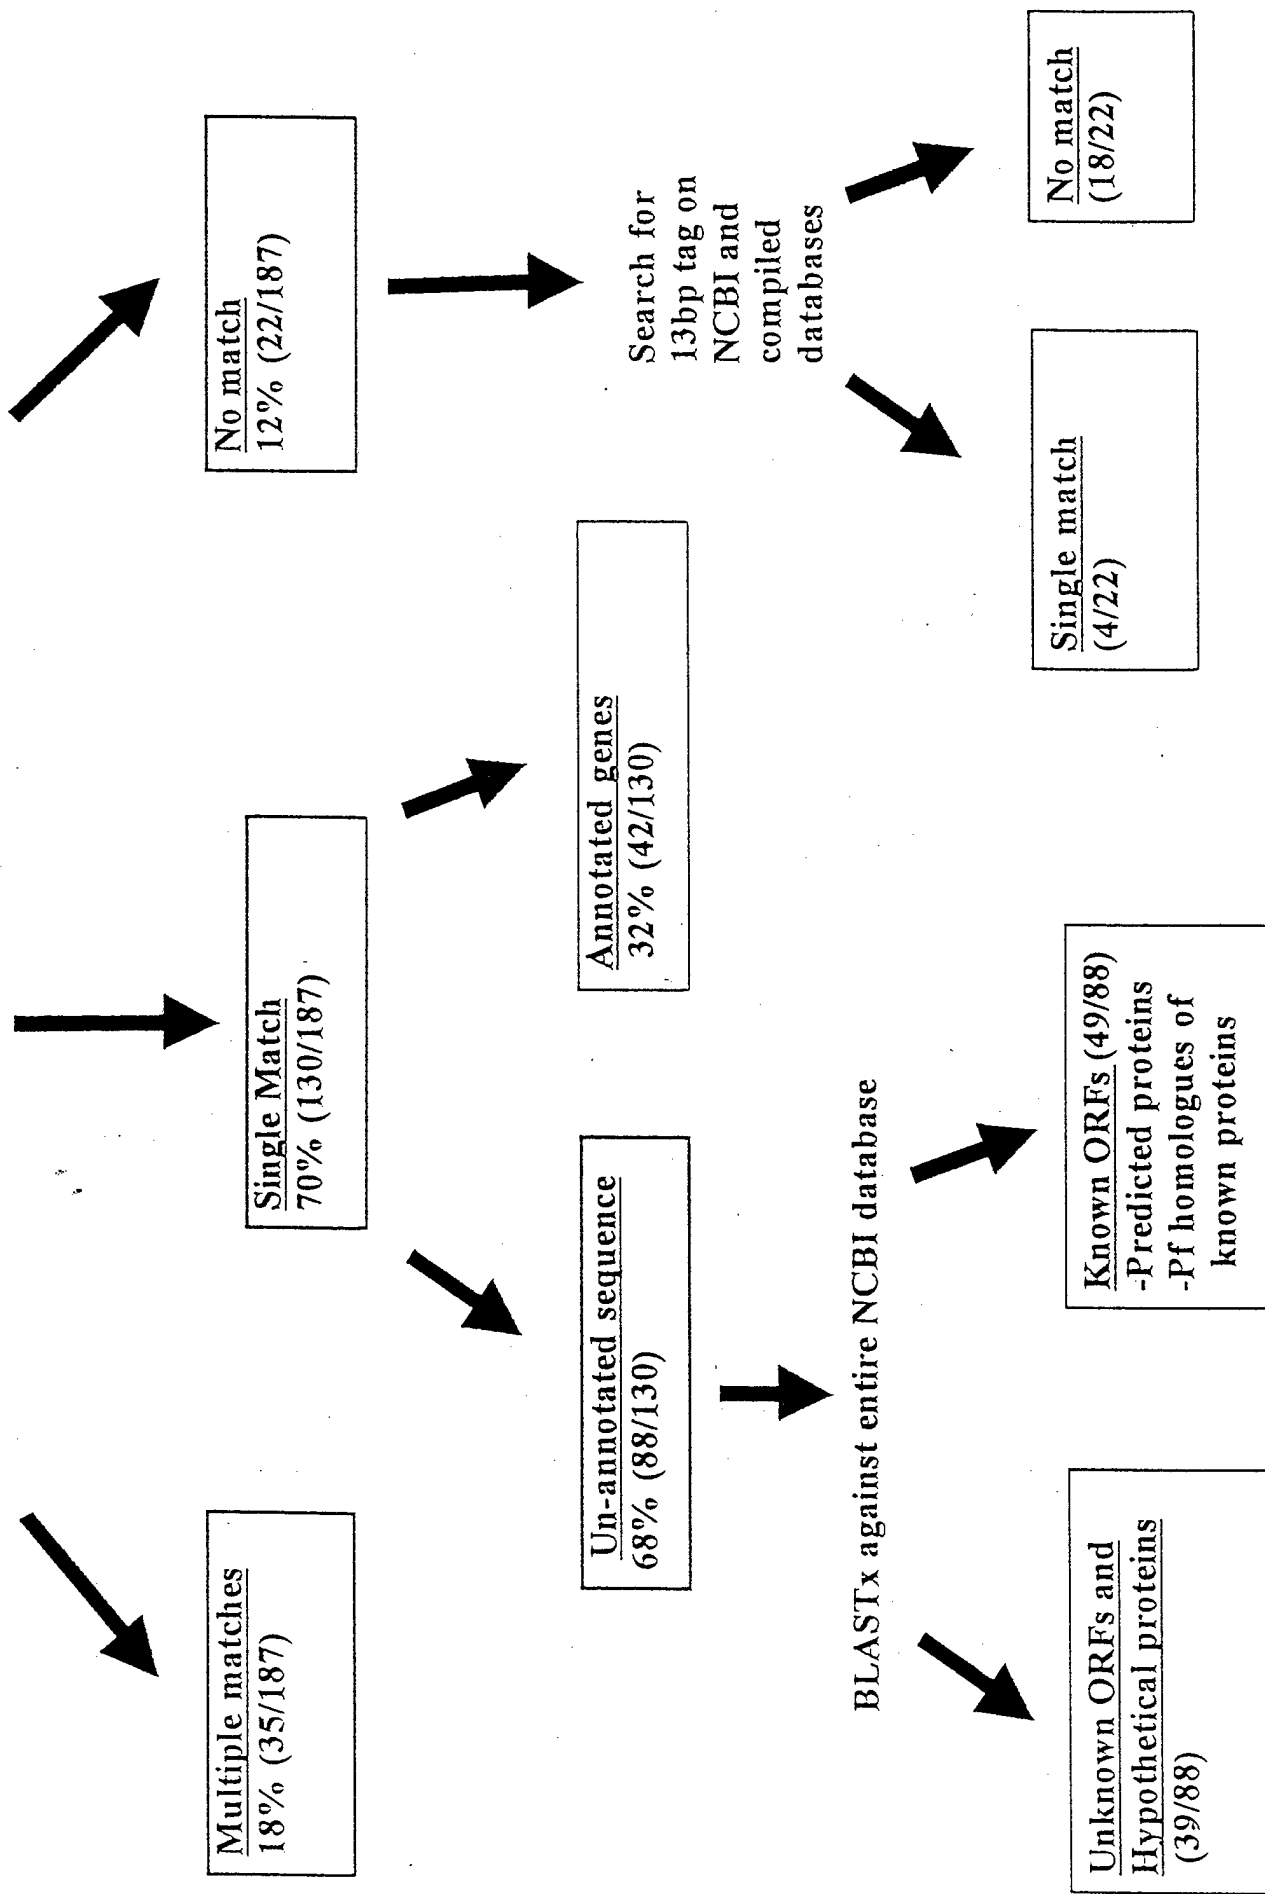 Multiple matches
18% (35/187)
Single Match
70% (130/187)
No match
12% (22/187)
Un-annotated sequence
68% (88/130)
Annotated genes
32% (42/130)
Search for
13bp tag on
NCBI and
compiled
databases
BLASTx against entire NCBI database
Unknown ORFs and
Hypothetical proteins
(39/88)
Known ORFs (49/88)
-Predicted proteins
-Pf homologues of
known proteins
Single match
(4/22)
No match
(18/22)